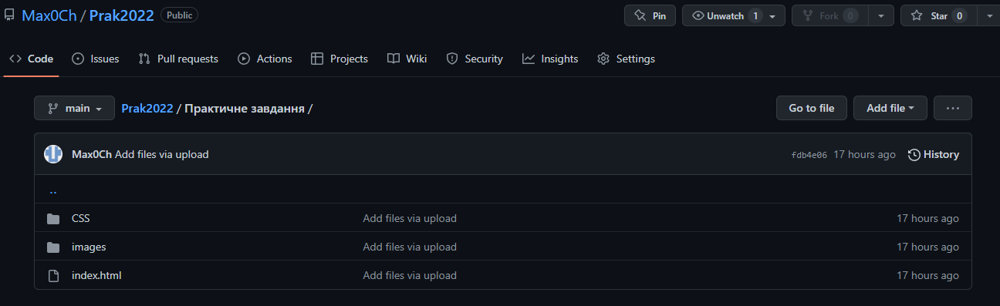 Max0Ch / Prak2022 Public Pin Unwatch 1 Fork 0 Star 0
Code Issues Pull requests Actions Projects Wiki Security Insights Settings
main Prak2022 / Практичне завдання / Go to file Add file ...
Max0Ch Add files via upload fdb4e06 17 hours ago History
..
CSS Add files via upload 17 hours ago
images Add files via upload 17 hours ago
index.html Add files via upload 17 hours ago